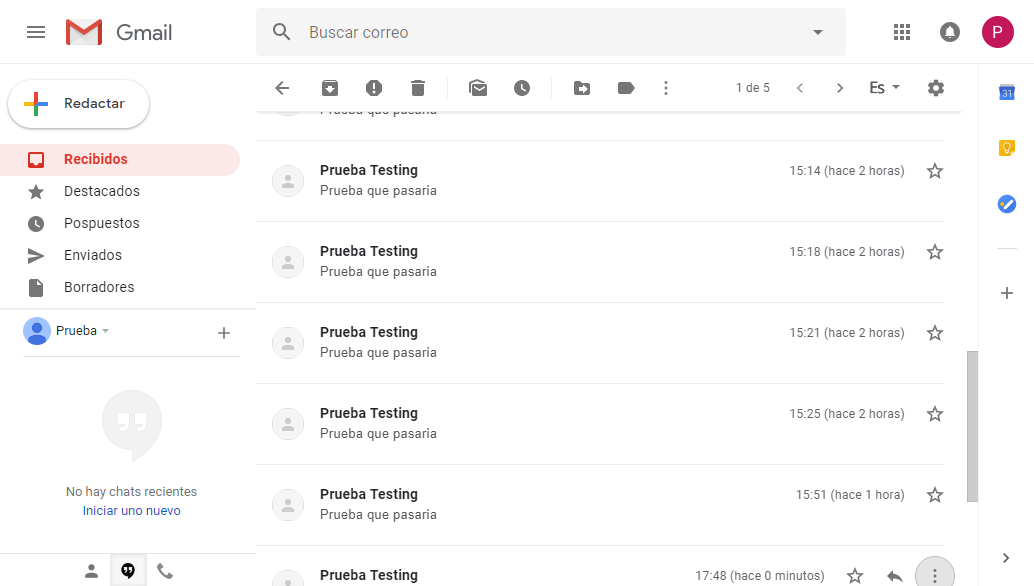 Gmail
Buscar correo
P
Redactar
1 de 5
Es
31
Recibidos
Destacados
Pospuestos
Enviados
Borradores
Prueba
No hay chats recientes
Iniciar uno nuevo
Prueba que pasaria
Prueba Testing 15:14 (hace 2 horas)
Prueba que pasaria
Prueba Testing 15:18 (hace 2 horas)
Prueba que pasaria
Prueba Testing 15:21 (hace 2 horas)
Prueba que pasaria
Prueba Testing 15:25 (hace 2 horas)
Prueba que pasaria
Prueba Testing 15:51 (hace 1 hora)
Prueba que pasaria
Prueba Testing 17:48 (hace 0 minutos)